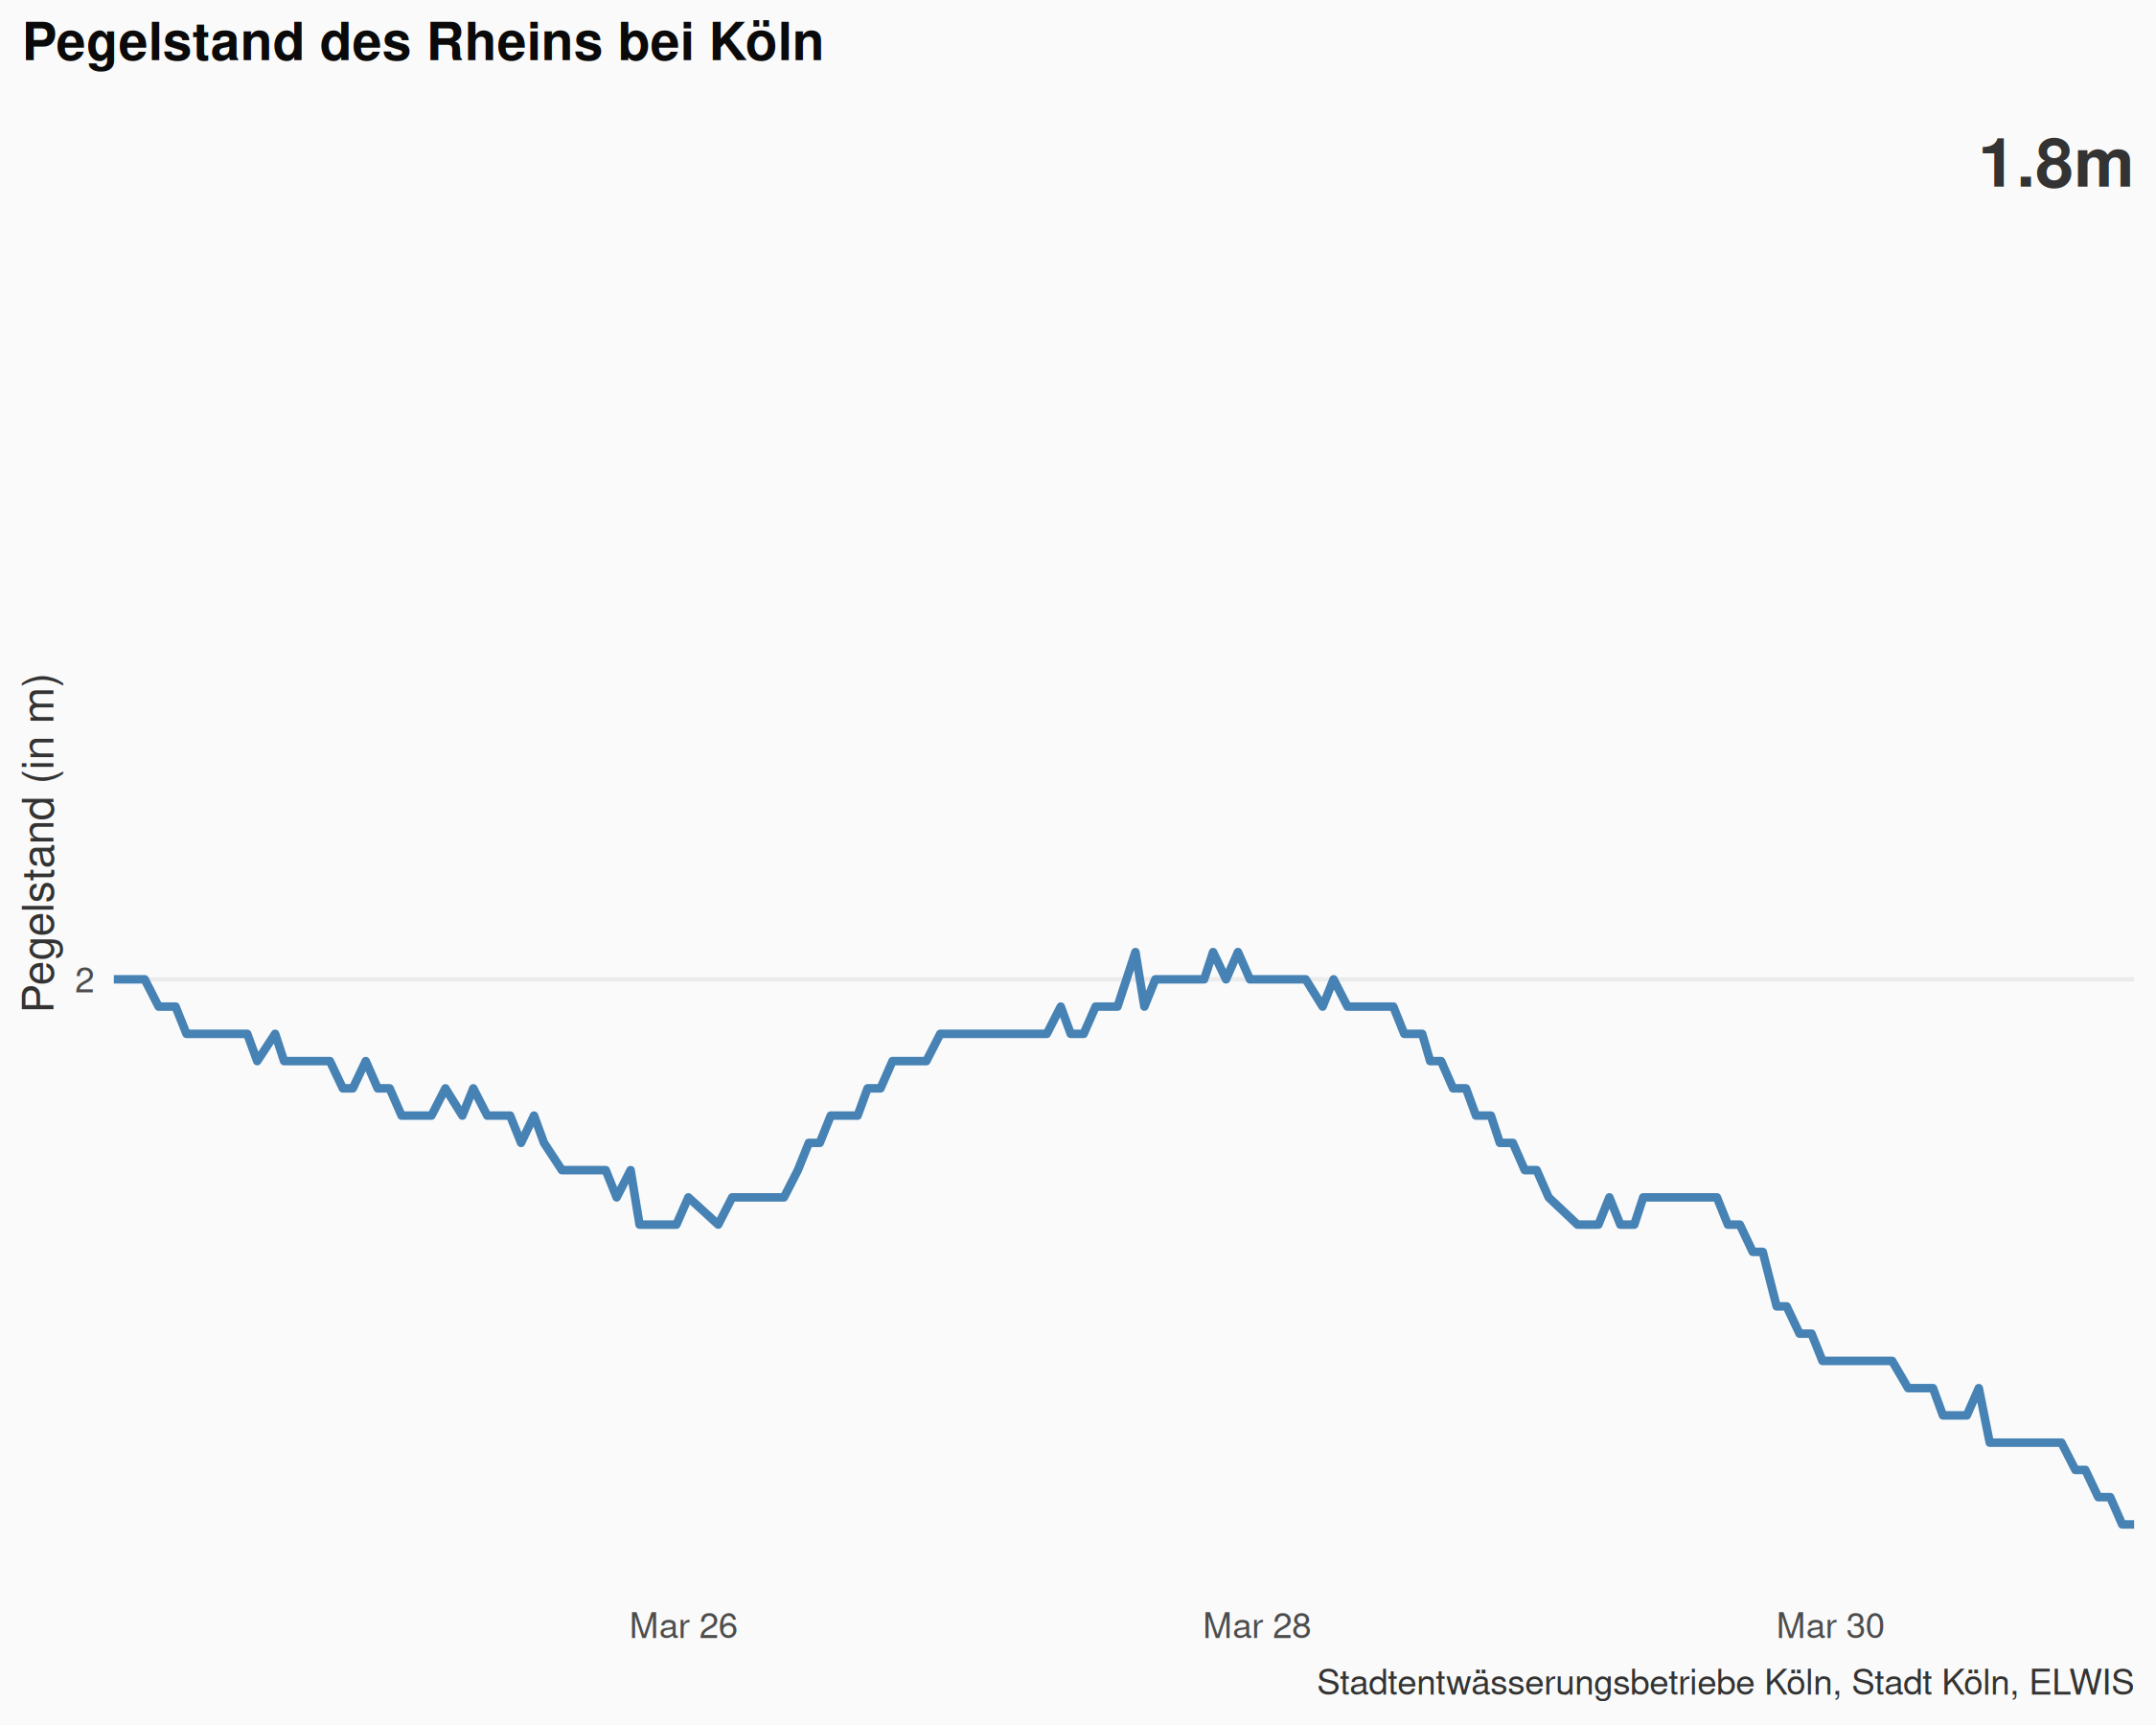 Pegelstand des Rheins bei Köln
1.8m
Pegelstand (in m)
2
Mar 26
Mar 28
Mar 30
Stadtentwässerungsbetriebe Köln, Stadt Köln, ELWIS